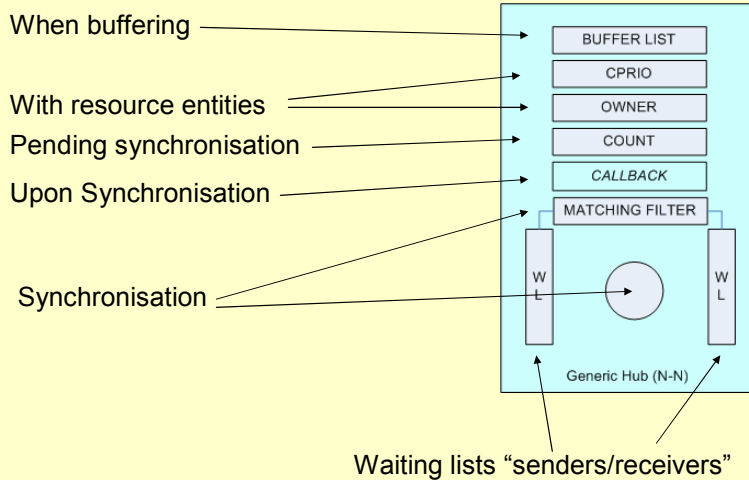 When buffering
BUFFER LIST
CPRIO
With resource entities
OWNER
Pending synchronisation
COUNT
Upon Synchronisation
CALLBACK
MATCHING FILTER
W
L
W
L
Synchronisation
Generic Hub (N-N)
Waiting lists “senders/receivers”